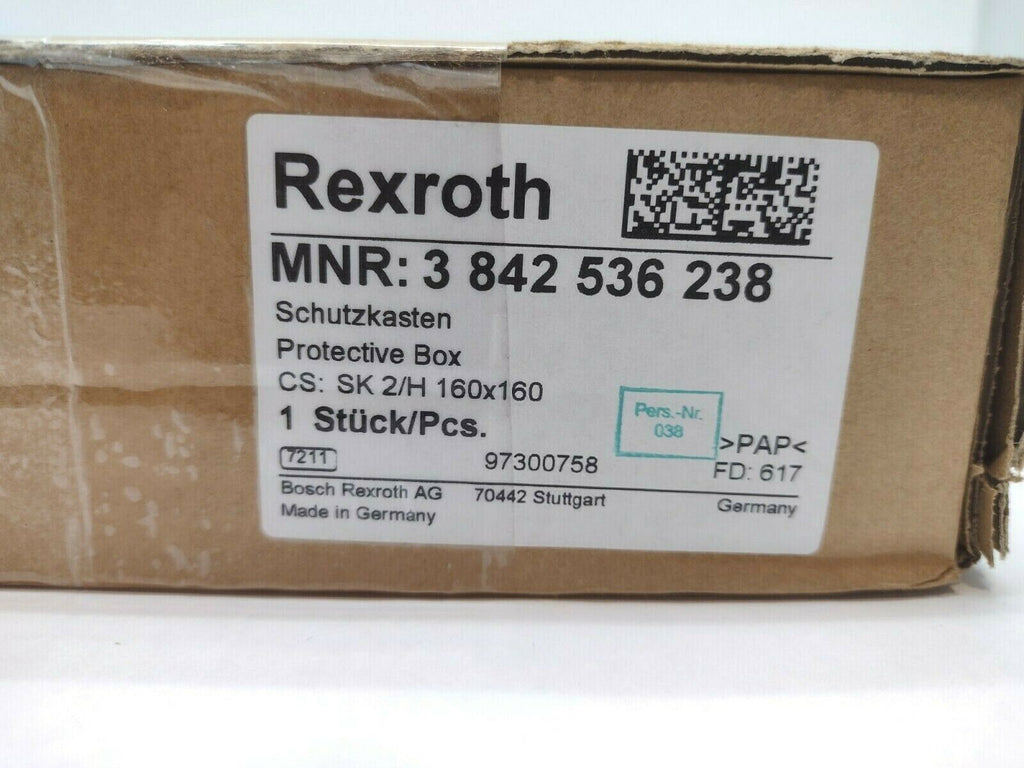 Rexroth
MNR: 3 842 536 238
Schutzkasten
Protective Box
CS: SK 2/H 160x160
1 Stück/Pcs.
Pers.-Nr.
038
>PAP<
7211 97300758 FD: 617
Bosch Rexroth AG 70442 Stuttgart Germany
Made in Germany